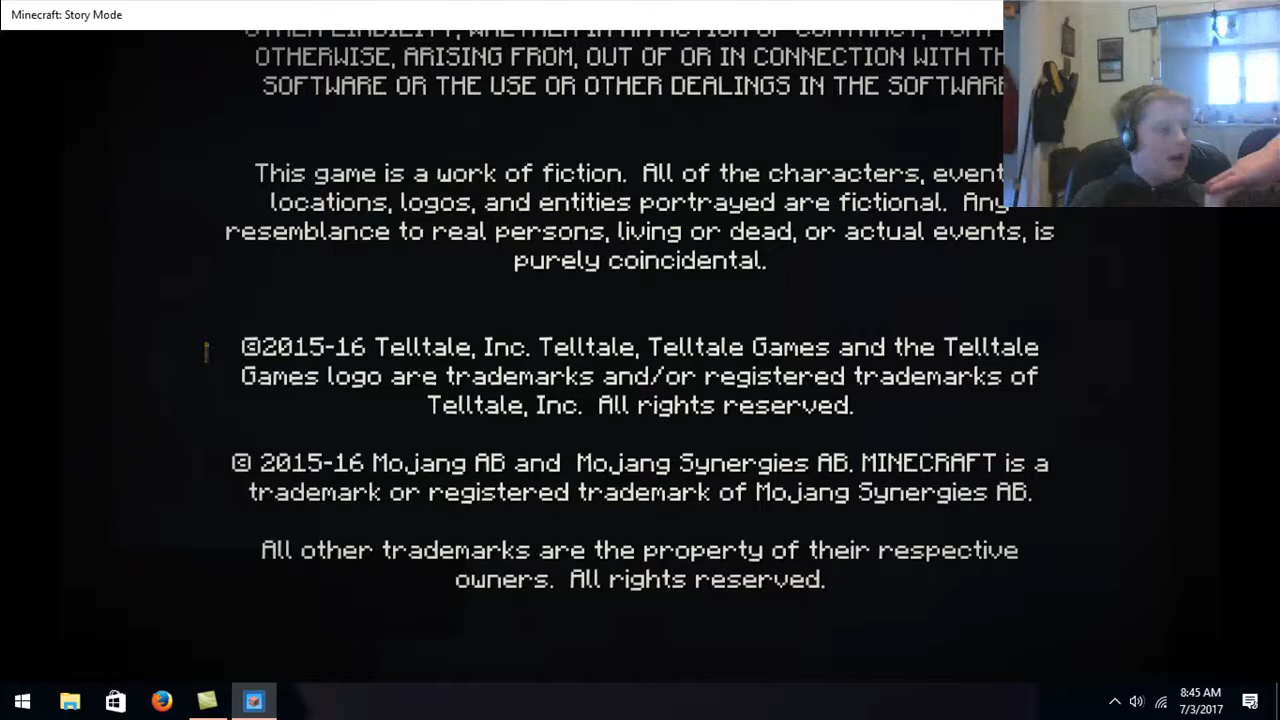 Minecraft: Story Mode
OTHERWISE, ARISING FROM, OUT OF OR IN CONNECTION WITH
SOFTWARE OR THE USE OR OTHER DEALINGS IN THE SOFTWARE
This game is a work of fiction. All of the characters,
locations, logos, and entities portrayed are fictional. Any
resemblance to real persons, living or dead, or actual events, is
purely coincidental.
©2015-16 Telltale, Inc. Telltale, Telltale Games and the Telltale
Games logo are trademarks and/or registered trademarks of
Telltale, Inc. All rights reserved.
© 2015-16 Mojang AB and Mojang Synergies AB. MINECRAFT is a
trademark or registered trademark of Mojang Synergies AB.
All other trademarks are the property of their respective
owners. All rights reserved.
8:45 AM
7/3/2017